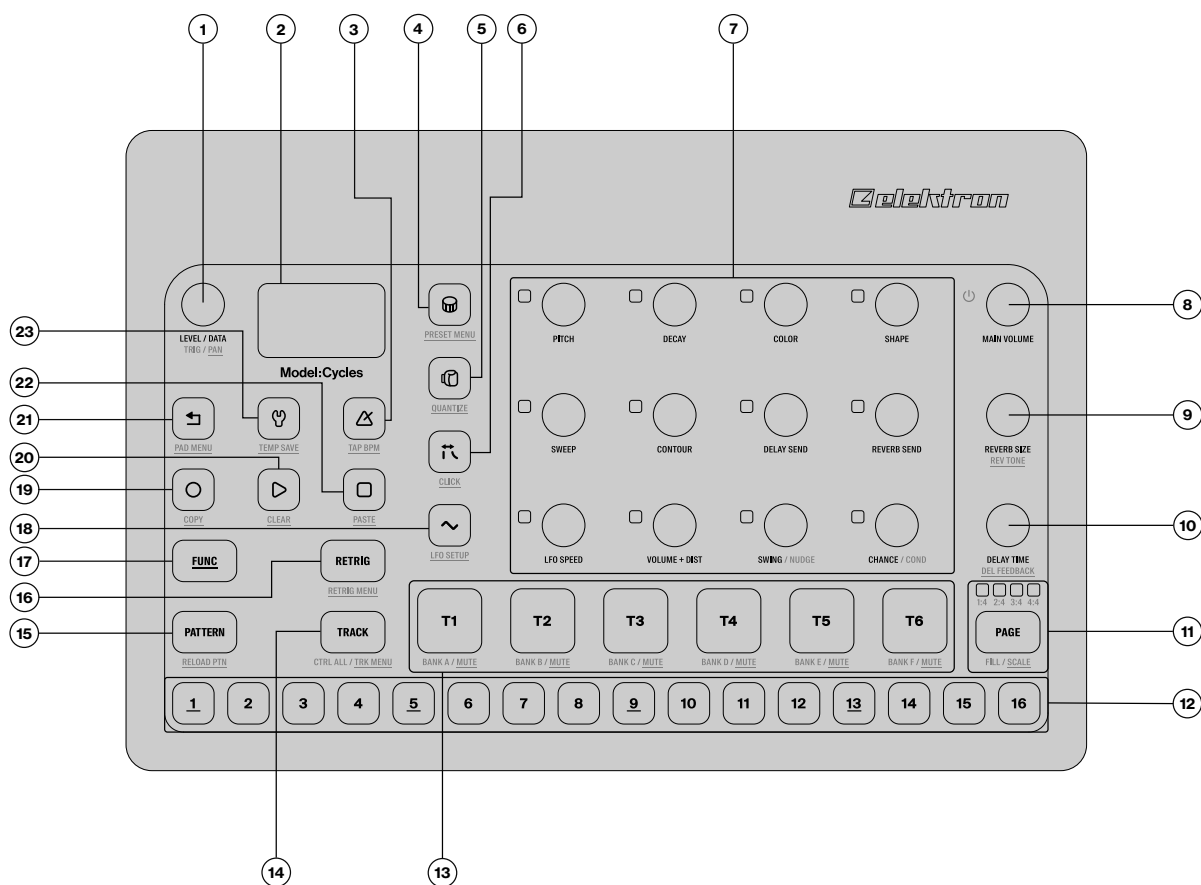 1 2 3 4 5 6 7
elektron
8
9
10
11
12
23
22
21
20
19
18
17
16
15
14
13
LEVEL / DATA
TRIG / PAN
Model:Cycles
PRESET MENU
QUANTIZE
CLICK
LFO SETUP
PAD MENU TEMP SAVE TAP BPM
COPY CLEAR PASTE
FUNC RETRIG
RETRIG MENU
PATTERN TRACK
RELOAD PTN CTRL ALL / TRK MENU
PITCH DECAY COLOR SHAPE
SWEEP CONTOUR DELAY SEND REVERB SEND
LFO SPEED VOLUME + DIST SWING / NUDGE CHANCE / COND
MAIN VOLUME
REVERB SIZE
REV TONE
DELAY TIME
DEL FEEDBACK
T1 T2 T3 T4 T5 T6
BANK A / MUTE BANK B / MUTE BANK C / MUTE BANK D / MUTE BANK E / MUTE BANK F / MUTE
1:4 2:4 3:4 4:4
PAGE
FILL / SCALE
1 2 3 4 5 6 7 8 9 10 11 12 13 14 15 16